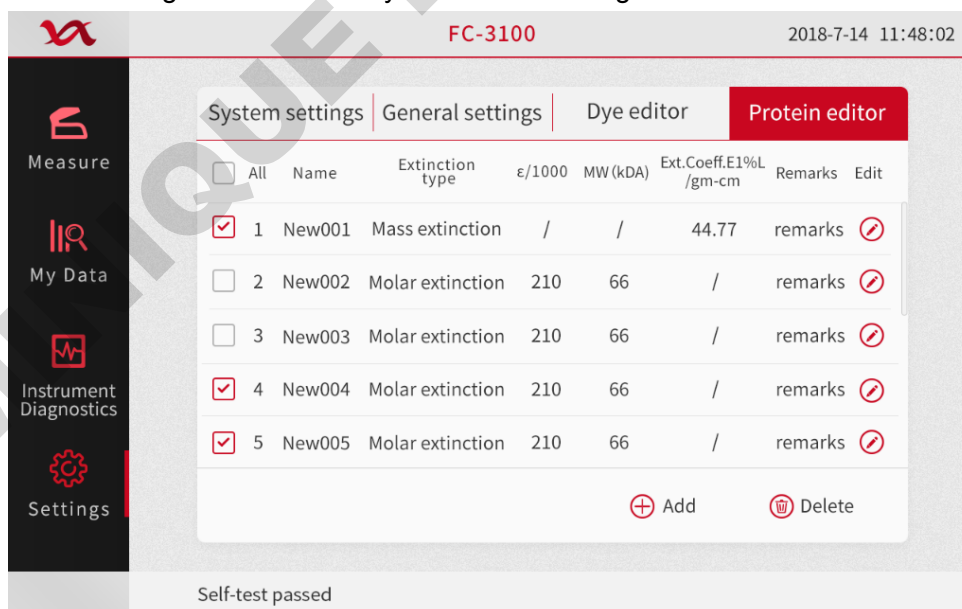 FC-3100
2018-7-14 11:48:02
Measure
My Data
Instrument
Diagnostics
Settings
System settings General settings Dye editor Protein editor
All Name Extinction type ε/1000 MW (kDA) Ext.Coeff.E1%L /gm-cm Remarks Edit
1 New001 Mass extinction / / 44.77 remarks
2 New002 Molar extinction 210 66 / remarks
3 New003 Molar extinction 210 66 / remarks
4 New004 Molar extinction 210 66 / remarks
5 New005 Molar extinction 210 66 / remarks
Add Delete
Self-test passed